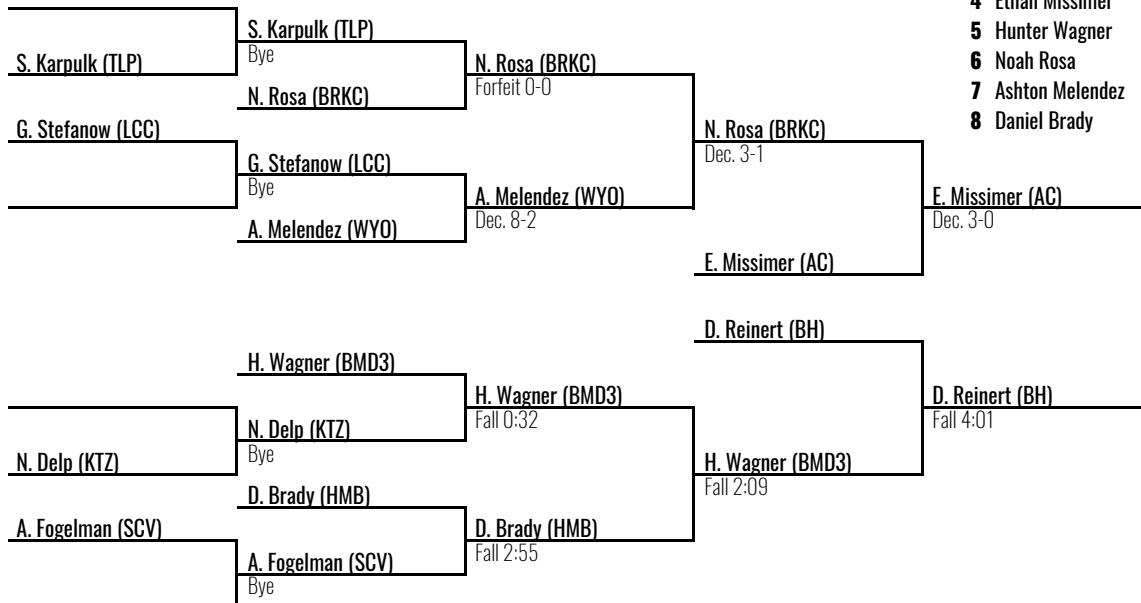 4 Ethan Missimer
S. Karpulk (TLP)
Bye
5 Hunter Wagner
S. Karpulk (TLP)
N. Rosa (BRKC)
Forfeit 0-0
6 Noah Rosa
N. Rosa (BRKC)
7 Ashton Melendez
G. Stefanow (LCC)
N. Rosa (BRKC)
Dec. 3-1
8 Daniel Brady
G. Stefanow (LCC)
Bye
A. Melendez (WYO)
Dec. 8-2
E. Missimer (AC)
Dec. 3-0
A. Melendez (WYO)
E. Missimer (AC)
D. Reinert (BH)
H. Wagner (BMD3)
H. Wagner (BMD3)
Fall 0:32
D. Reinert (BH)
Fall 4:01
N. Delp (KTZ)
Bye
N. Delp (KTZ)
H. Wagner (BMD3)
Fall 2:09
D. Brady (HMB)
A. Fogelman (SCV)
D. Brady (HMB)
Fall 2:55
A. Fogelman (SCV)
Bye